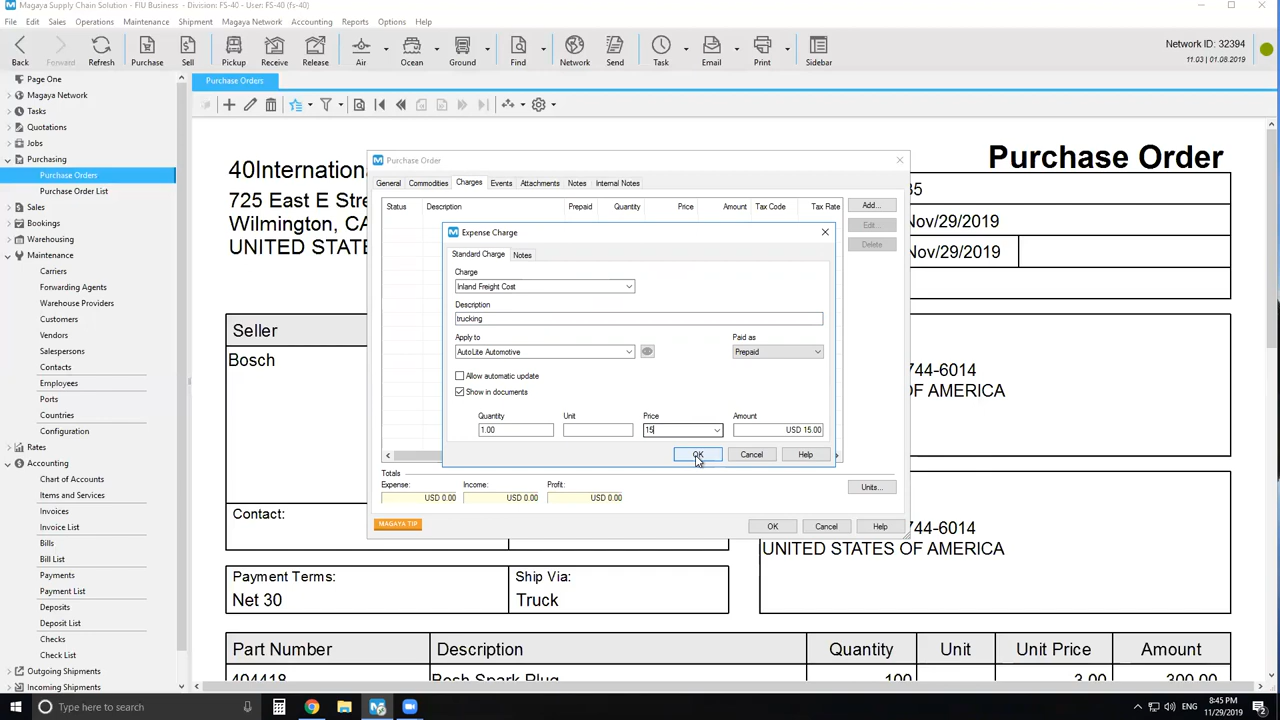 Magaya Supply Chain Solution - FIU Business - Division: FS-40 - User: FS-40 (fs-40)
File Edit Sales Operations Maintenance Shipment Magaya Network Accounting Reports Options Help
Back Forward Refresh Purchase Sell Pickup Receive Release Air Ocean Ground Find Network Send Task Email Print Sidebar
Network ID: 32394
11.03 | 01.08.2019
Page One
Magaya Network
Tasks
Quotations
Jobs
Purchasing
Purchase Orders
Purchase Order List
Sales
Bookings
Warehousing
Maintenance
Carriers
Forwarding Agents
Warehouse Providers
Customers
Vendors
Salespersons
Contacts
Employees
Ports
Countries
Configuration
Rates
Accounting
Chart of Accounts
Items and Services
Invoices
Invoice List
Bills
Bill List
Payments
Payment List
Deposits
Deposit List
Checks
Check List
Outgoing Shipments
Incoming Shipments
Purchase Orders
40Internationa
725 East E Stre
Wilmington, CA
UNITED STATE
Purchase Order
35
Nov/29/2019
Nov/29/2019
Seller
Bosch
Contact:
744-6014
OF AMERICA
744-6014
UNITED STATES OF AMERICA
Payment Terms:
Net 30
Ship Via:
Truck
Part Number Description Quantity Unit Unit Price Amount
404418 Bosh Spark Plug 100 3.00 300.00
Purchase Order
General Commodities Charges Events Attachments Notes Internal Notes
Status Description Prepaid Quantity Price Amount Tax Code Tax Rate
Add...
Edit...
Delete
Expense Charge
Standard Charge Notes
Charge
Inland Freight Cost
Description
trucking
Apply to
AutoLite Automotive
Paid as
Prepaid
Allow automatic update
Show in documents
Quantity Unit Price Amount
1.00 15 USD 15.00
OK Cancel Help
Totals
Expense: Income: Profit:
USD 0.00 USD 0.00 USD 0.00
Units...
MAGAYA TIP
OK Cancel Help
Type here to search
ENG
8:45 PM
11/29/2019
2